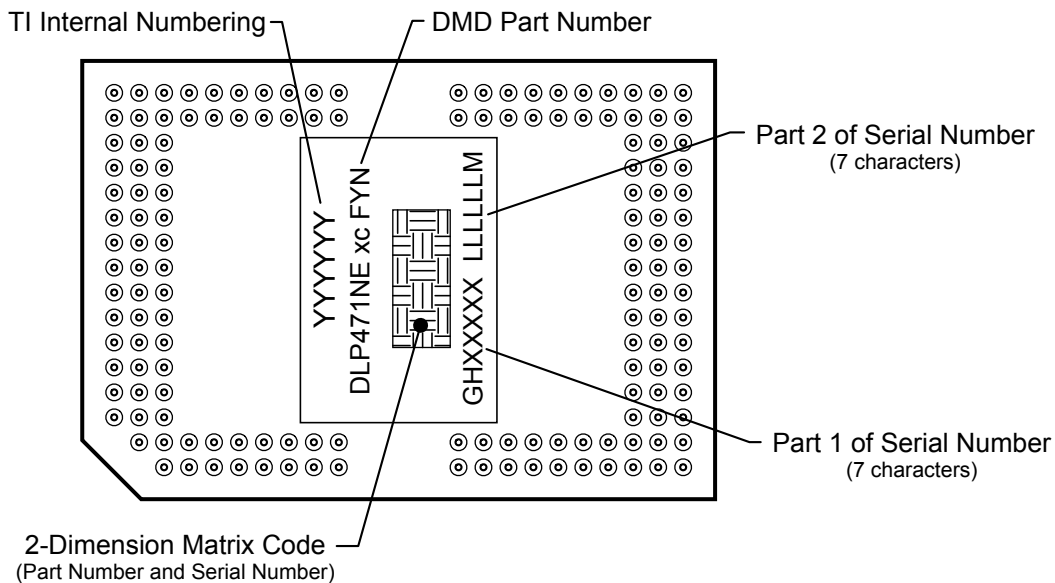 TI Internal Numbering
DMD Part Number
Part 2 of Serial Number
(7 characters)
YYYYYYY
DLP471NE xc FYN
GHXXXXX LLLLLLM
Part 1 of Serial Number
(7 characters)
2-Dimension Matrix Code
(Part Number and Serial Number)